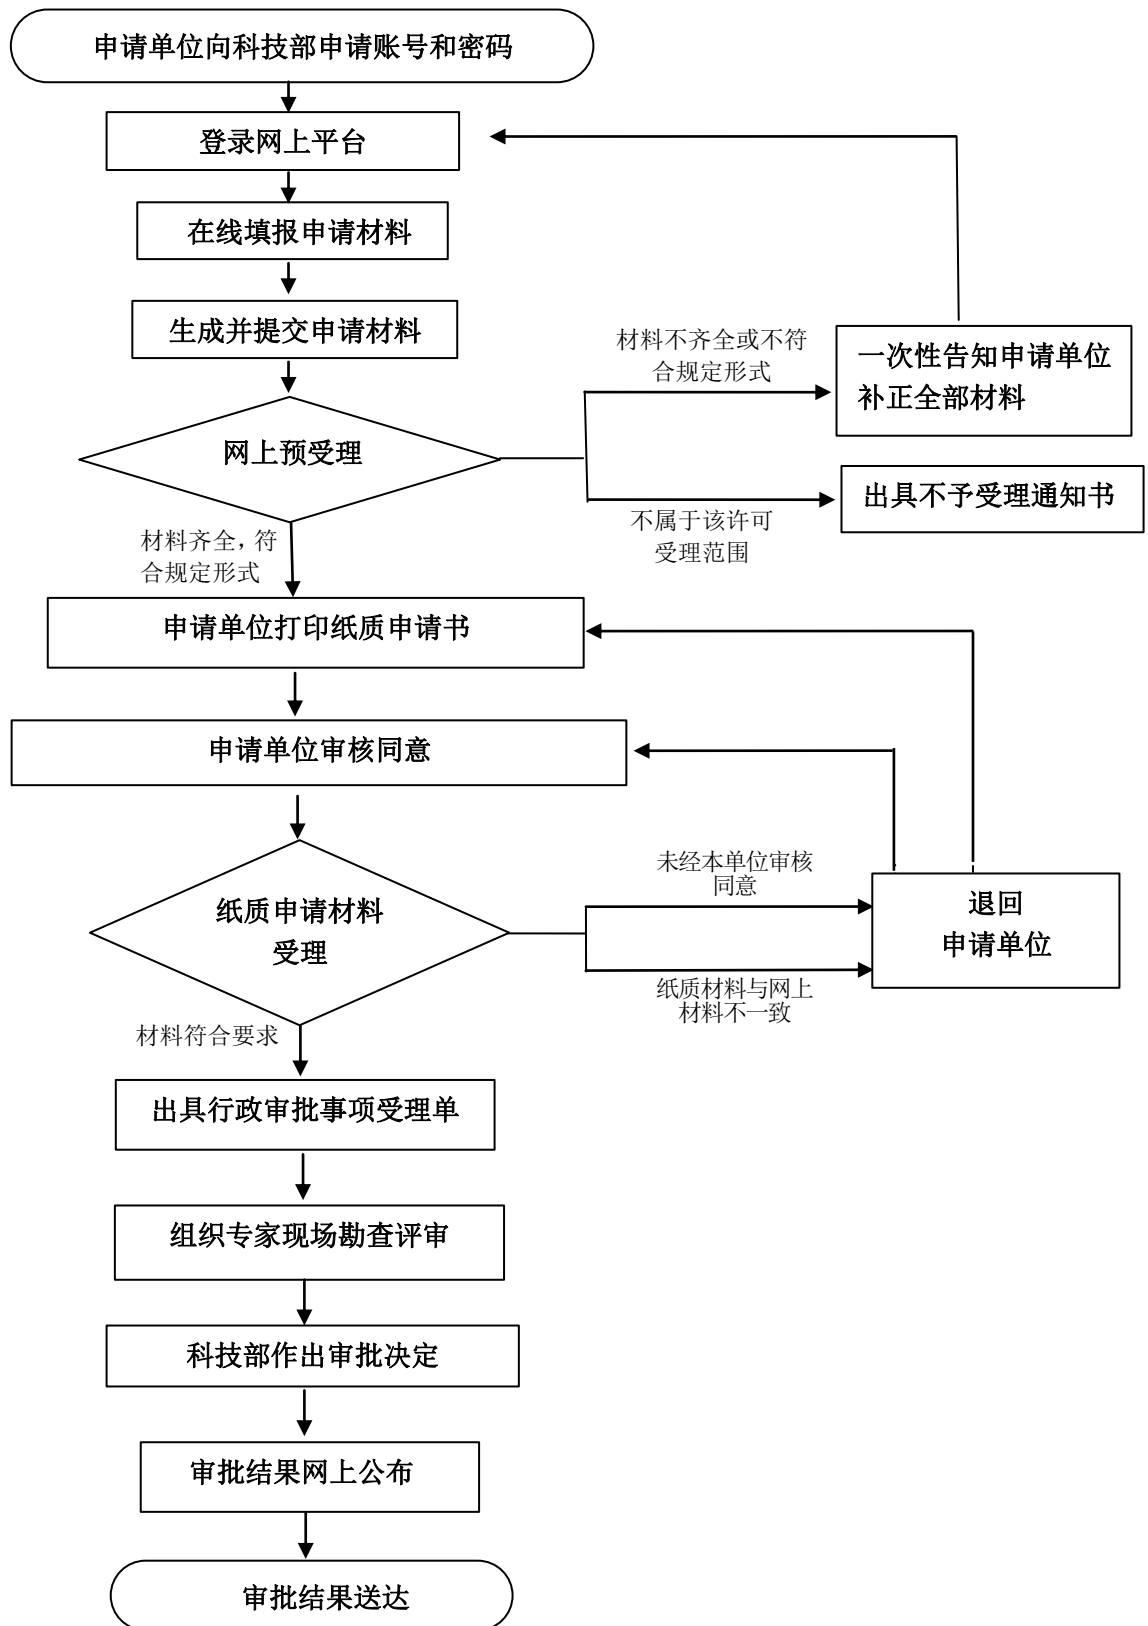 申请单位向科技部申请账号和密码
登录网上平台
在线填报申请材料
生成并提交申请材料
材料不齐全或不符
合规定形式
一次性告知申请单位
补正全部材料
网上预受理
出具不予受理通知书
不属于该许可
受理范围
材料齐全，符
合规定形式
申请单位打印纸质申请书
申请单位审核同意
未经本单位审核
同意
纸质申请材料
受理
退回
申请单位
纸质材料与网上
材料不一致
材料符合要求
出具行政审批事项受理单
组织专家现场勘查评审
科技部作出审批决定
审批结果网上公布
审批结果送达